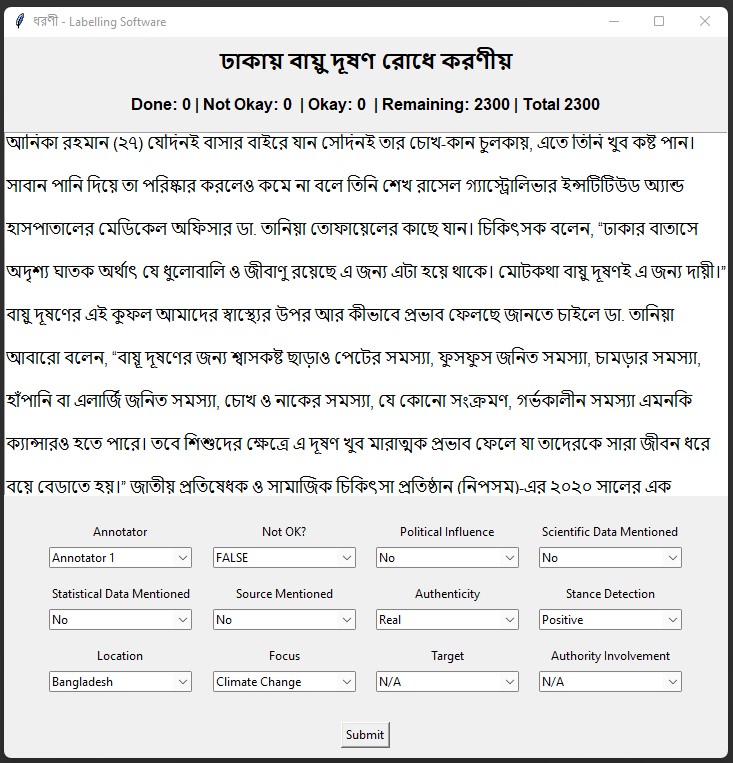 ধরণী - Labelling Software
ঢাকায় বায়ু দূষণ রোধে করণীয়
Done: 0 | Not Okay: 0 | Okay: 0 | Remaining: 2300 | Total 2300
আনিকা রহমান (২৭) যেদিনই বাসার বাইরে যান সেদিনই তার চোখ-কান চুলকায়, এতে তিনি খুব কষ্ট পান।
সাবান পানি দিয়ে তা পরিষ্কার করলেও কমে না বলে তিনি শেখ রাসেল গ্যাস্ট্রোলিভার ইন্সটিটিউড অ্যান্ড
হাসপাতালের মেডিকেল অফিসার ডা. তানিয়া তোফায়েলের কাছে যান। চিকিৎসক বলেন, “ঢাকার বাতাসে
অদৃশ্য ঘাতক অর্থাৎ যে ধুলোবালি ও জীবাণু রয়েছে এ জন্য এটা হয়ে থাকে। মোটকথা বায়ু দূষণই এ জন্য দায়ী।”
বায়ু দূষণের এই কুফল আমাদের স্বাস্থ্যের উপর আর কীভাবে প্রভাব ফেলছে জানতে চাইলে ডা. তানিয়া
আবারো বলেন, “বায়ূ দূষণের জন্য শ্বাসকষ্ট ছাড়াও পেটের সমস্যা, ফুসফুস জনিত সমস্যা, চামড়ার সমস্যা,
হাঁপানি বা এলার্জি জনিত সমস্যা, চোখ ও নাকের সমস্যা, যে কোনো সংক্রমণ, গর্ভকালীন সমস্যা এমনকি
ক্যান্সারও হতে পারে। তবে শিশুদের ক্ষেত্রে এ দূষণ খুব মারাত্মক প্রভাব ফেলে যা তাদেরকে সারা জীবন ধরে
বয়ে বেড়াতে হয়।” জাতীয় প্রতিষেধক ও সামাজিক চিকিৎসা প্রতিষ্ঠান (নিপসম)-এর ২০২০ সালের এক
Annotator Not OK? Political Influence Scientific Data Mentioned
Annotator 1 FALSE No No
Statistical Data Mentioned Source Mentioned Authenticity Stance Detection
No No Real Positive
Location Focus Target Authority Involvement
Bangladesh Climate Change N/A N/A
Submit